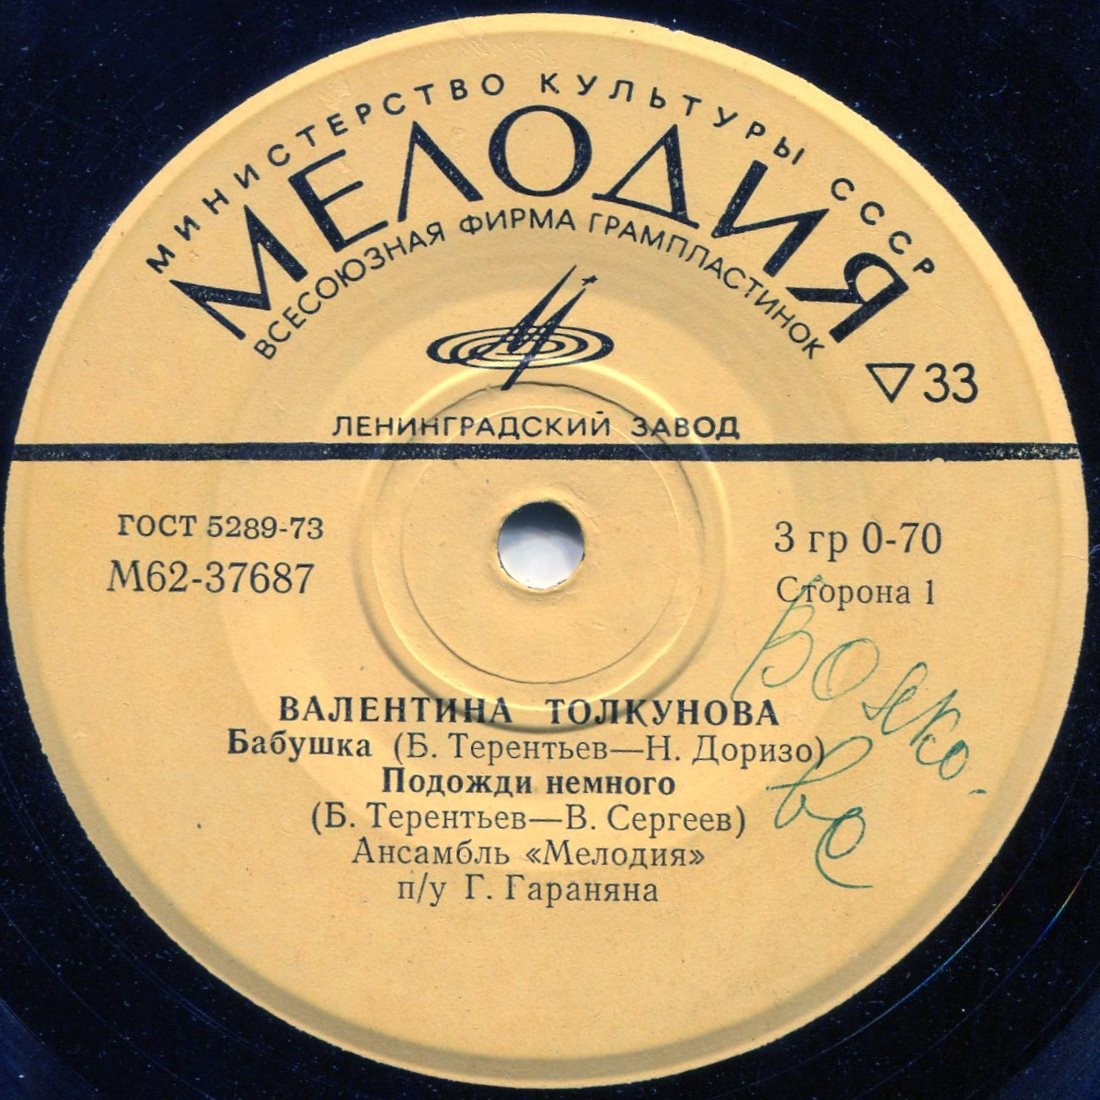 МИНИСТЕРСТВО КУЛЬТУРЫ СССР
МЕЛОДИЯ
ВСЕСОЮЗНАЯ ФИРМА ГРАМПЛАСТИНОК
▽33
ЛЕНИНГРАДСКИЙ ЗАВОД
ГОСТ 5289-73
М62-37687
3 гр 0-70
Сторона 1
ВАЛЕНТИНА ТОЛКУНОВА
Бабушка (Б. Терентьев—Н. Доризо)
Подожди немного
(Б. Терентьев—В. Сергеев)
Ансамбль «Мелодия»
п/у Г. Гараняна